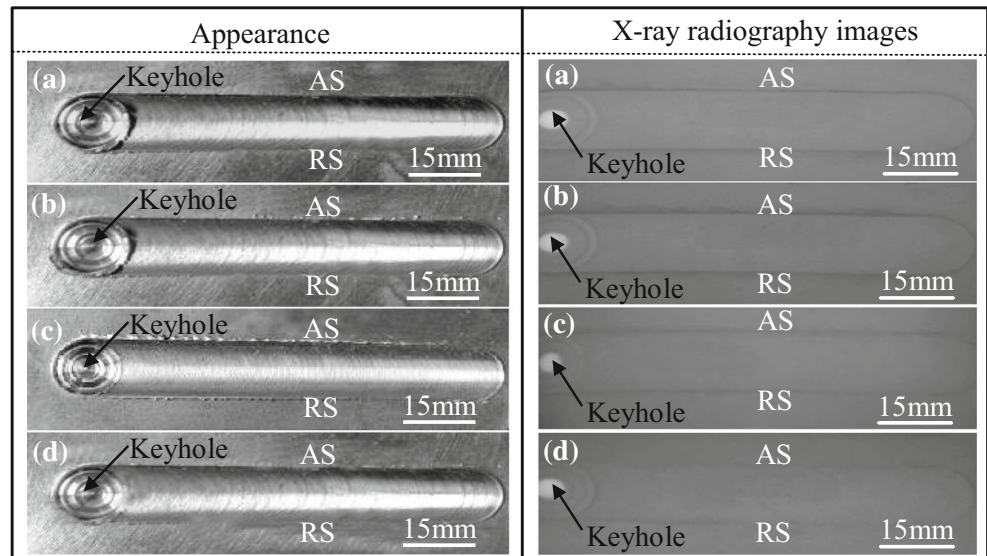 Appearance
(a)
Keyhole
AS
RS
15mm
(b)
Keyhole
AS
RS
15mm
(c)
Keyhole
AS
RS
15mm
(d)
Keyhole
AS
RS
15mm
X-ray radiography images
(a)
AS
Keyhole
RS
15mm
(b)
AS
Keyhole
RS
15mm
(c)
AS
Keyhole
RS
15mm
(d)
AS
Keyhole
RS
15mm